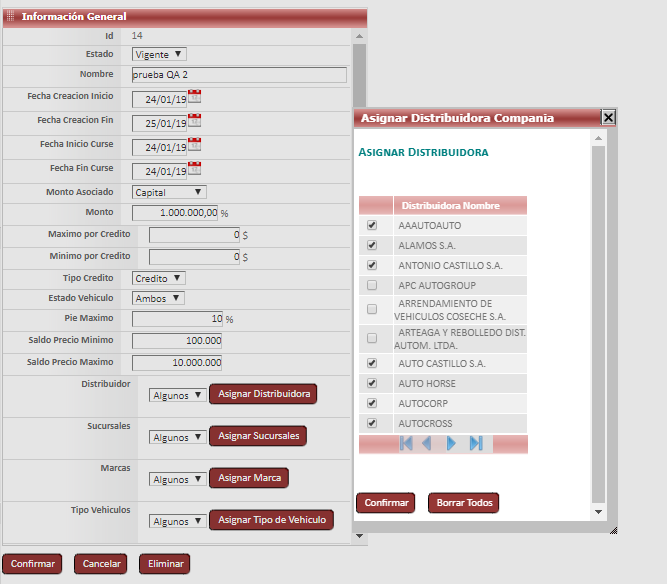 Información General
Id 14
Estado Vigente
Nombre prueba QA 2
Fecha Creacion Inicio 24/01/19
Fecha Creacion Fin 25/01/19
Fecha Inicio Curse 24/01/19
Fecha Fin Curse 24/01/19
Monto Asociado Capital
Monto 1.000.000,00 %
Maximo por Credito 0 $
Minimo por Credito 0 $
Tipo Credito Credito
Estado Vehiculo Ambos
Pie Maximo 10 %
Saldo Precio Minimo 100.000
Saldo Precio Maximo 10.000.000
Distribuidor Algunos Asignar Distribuidora
Sucursales Algunos Asignar Sucursales
Marcas Algunos Asignar Marca
Tipo Vehiculos Algunos Asignar Tipo de Vehiculo
Confirmar Cancelar Eliminar
Asignar Distribuidora Compania
ASIGNAR DISTRIBUIDORA
Distribuidora Nombre
AAAUTOAUTO
ALAMOS S.A.
ANTONIO CASTILLO S.A.
APC AUTOGROUP
ARRENDAMIENTO DE
VEHICULOS COSECHE S.A.
ARTEAGA Y REBOLLEDO DIST.
AUTOM. LTDA.
AUTO CASTILLO S.A.
AUTO HORSE
AUTOCORP
AUTOCROSS
Confirmar Borrar Todos